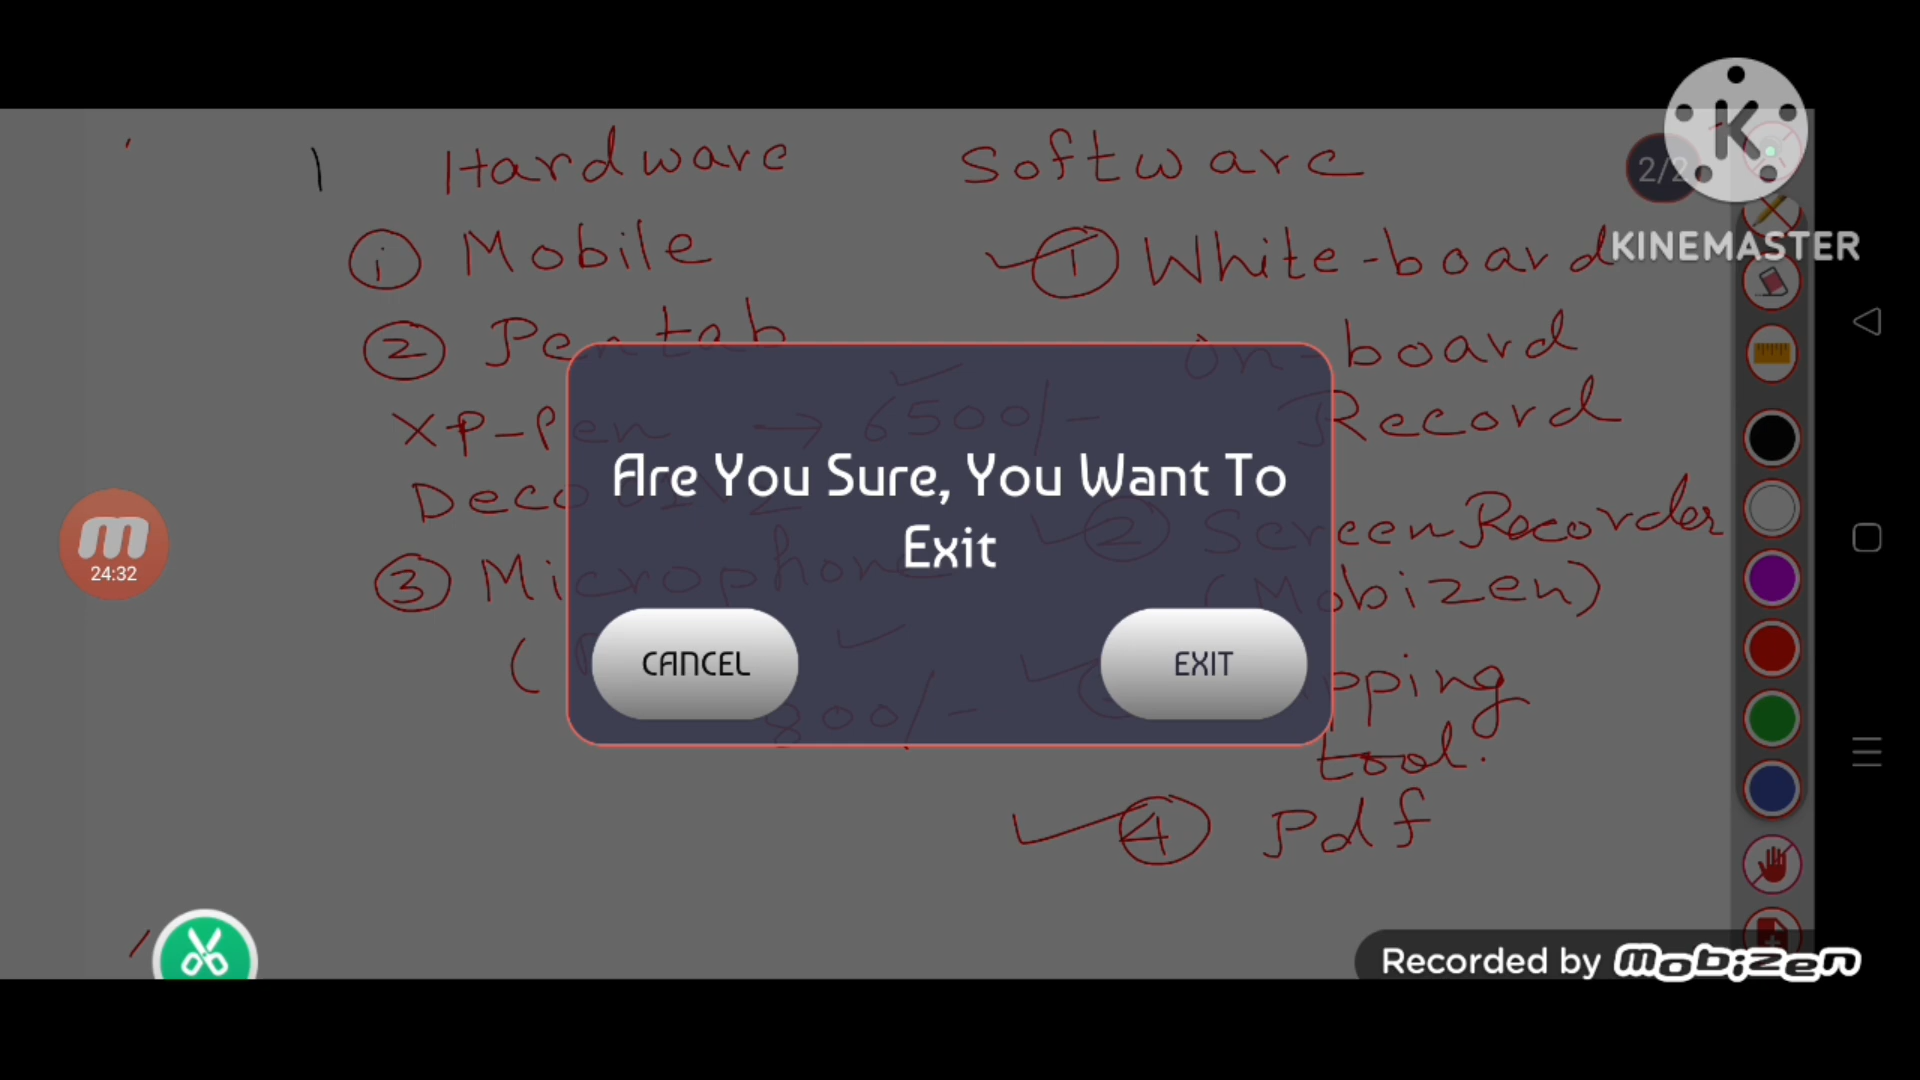 Hardware
Software
2/2
KINEMASTER
i Mobile
1 White-board
2 Pentab
on-board
XP-Pen → 6500/-
Record
Are You Sure, You Want To
Exit
Deco
2 Screen Recorder
24:32
3 Microphone
(Mobizen)
(
CANCEL
EXIT
pping
800/-
tool.
4 Pdf
Recorded by mobizen